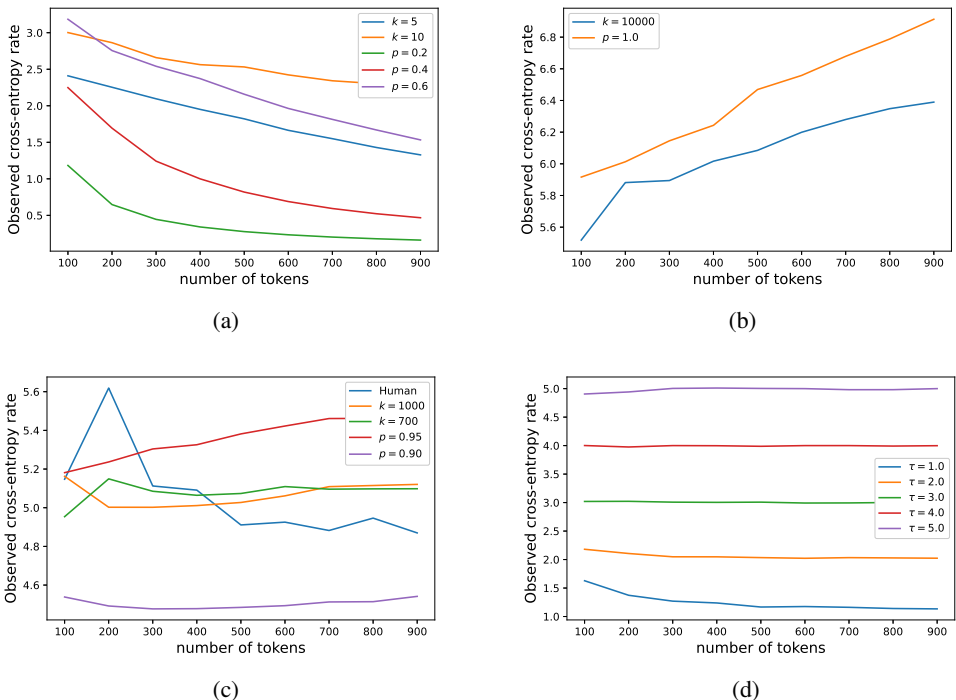 Observed cross-entropy rate
3.0
2.5
2.0
1.5
1.0
0.5
100 200 300 400 500 600 700 800 900
number of tokens
k = 5
k = 10
p = 0.2
p = 0.4
p = 0.6
(a)
Observed cross-entropy rate
6.8
6.6
6.4
6.2
6.0
5.8
5.6
100 200 300 400 500 600 700 800 900
number of tokens
k = 10000
p = 1.0
(b)
Observed cross-entropy rate
5.6
5.4
5.2
5.0
4.8
4.6
100 200 300 400 500 600 700 800 900
number of tokens
Human
k = 1000
k = 700
p = 0.95
p = 0.90
(c)
Observed cross-entropy rate
5.0
4.5
4.0
3.5
3.0
2.5
2.0
1.5
1.0
100 200 300 400 500 600 700 800 900
number of tokens
τ = 1.0
τ = 2.0
τ = 3.0
τ = 4.0
τ = 5.0
(d)